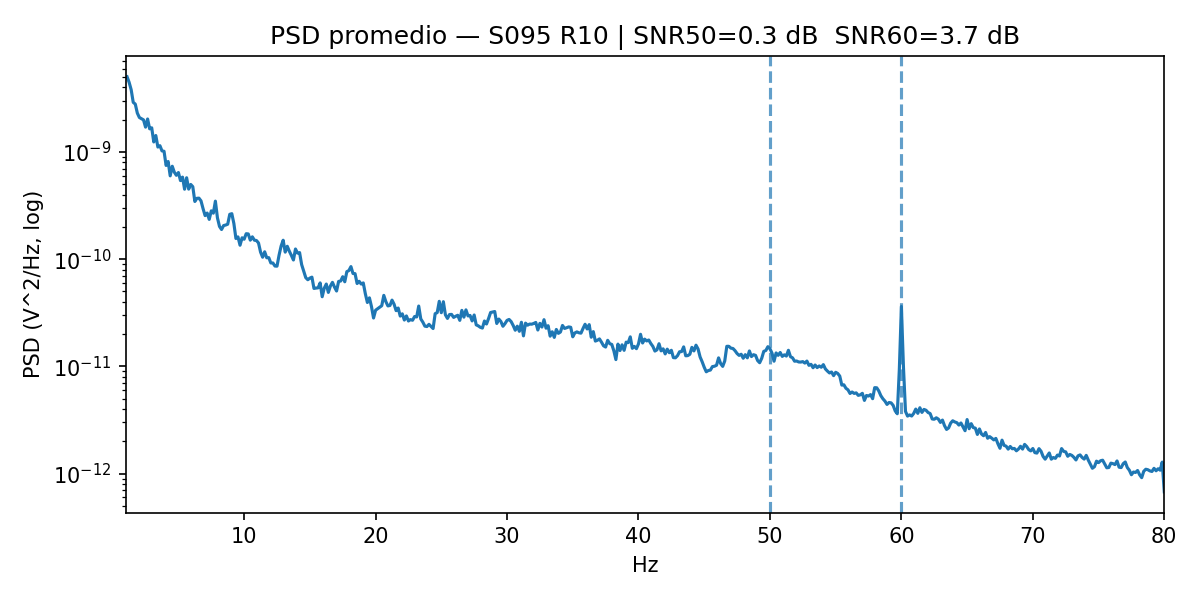 PSD promedio — S095 R10 | SNR50=0.3 dB  SNR60=3.7 dB
PSD (V^2/Hz, log)
10⁻⁹
10⁻¹⁰
10⁻¹¹
10⁻¹²
10 20 30 40 50 60 70 80
Hz